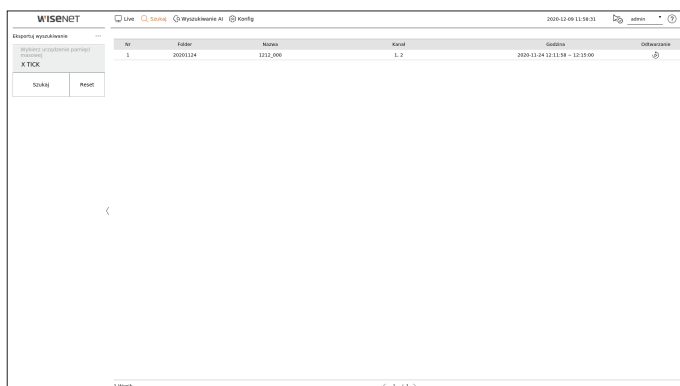 WISENET
Live Szukaj Wyszukiwanie AI Konfig 2020-12-09 11:58:31 admin ?
Eksportuj wyszukiwanie ...
Wybierz urządzenie pamięci
masowej
X TICK
Szukaj Reset
Nr Folder Nazwa Kanał Godzina Odtwarzanie
1 20201124 1212_000 1, 2 2020-11-24 12:11:58 ~ 12:15:00